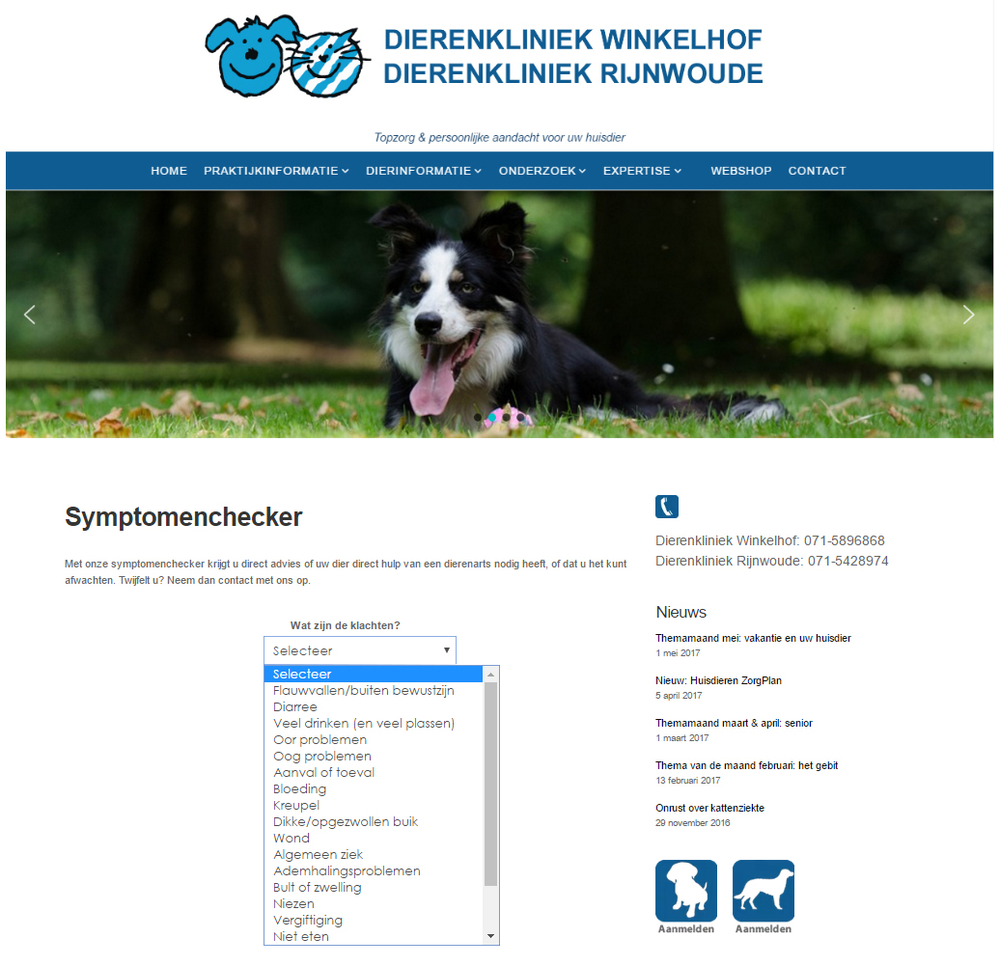 DIERENKLINIEK WINKELHOF
DIERENKLINIEK RIJNWOUDE
Topzorg & persoonlijke aandacht voor uw huisdier
HOME PRAKTIJKINFORMATIE DIERINFORMATIE ONDERZOEK EXPERTISE WEBSHOP CONTACT
Symptomenchecker
Met onze symptomenchecker krijgt u direct advies of uw dier direct hulp van een dierenarts nodig heeft, of dat u het kunt
afwachten. Twijfelt u? Neem dan contact met ons op.
Wat zijn de klachten?
Selecteer
Selecteer
Flauwvallen/buiten bewustzijn
Diarree
Veel drinken (en veel plassen)
Oor problemen
Oog problemen
Aanval of toeval
Bloeding
Kreupel
Dikke/opgezwollen buik
Wond
Algemeen ziek
Ademhalingsproblemen
Bult of zwelling
Niezen
Vergiftiging
Niet eten
Dierenkliniek Winkelhof: 071-5896868
Dierenkliniek Rijnwoude: 071-5428974
Nieuws
Themamaand mei: vakantie en uw huisdier
1 mei 2017
Nieuw: Huisdieren ZorgPlan
5 april 2017
Themamaand maart & april: senior
1 maart 2017
Thema van de maand februari: het gebit
13 februari 2017
Onrust over kattenziekte
29 november 2016
Aanmelden Aanmelden